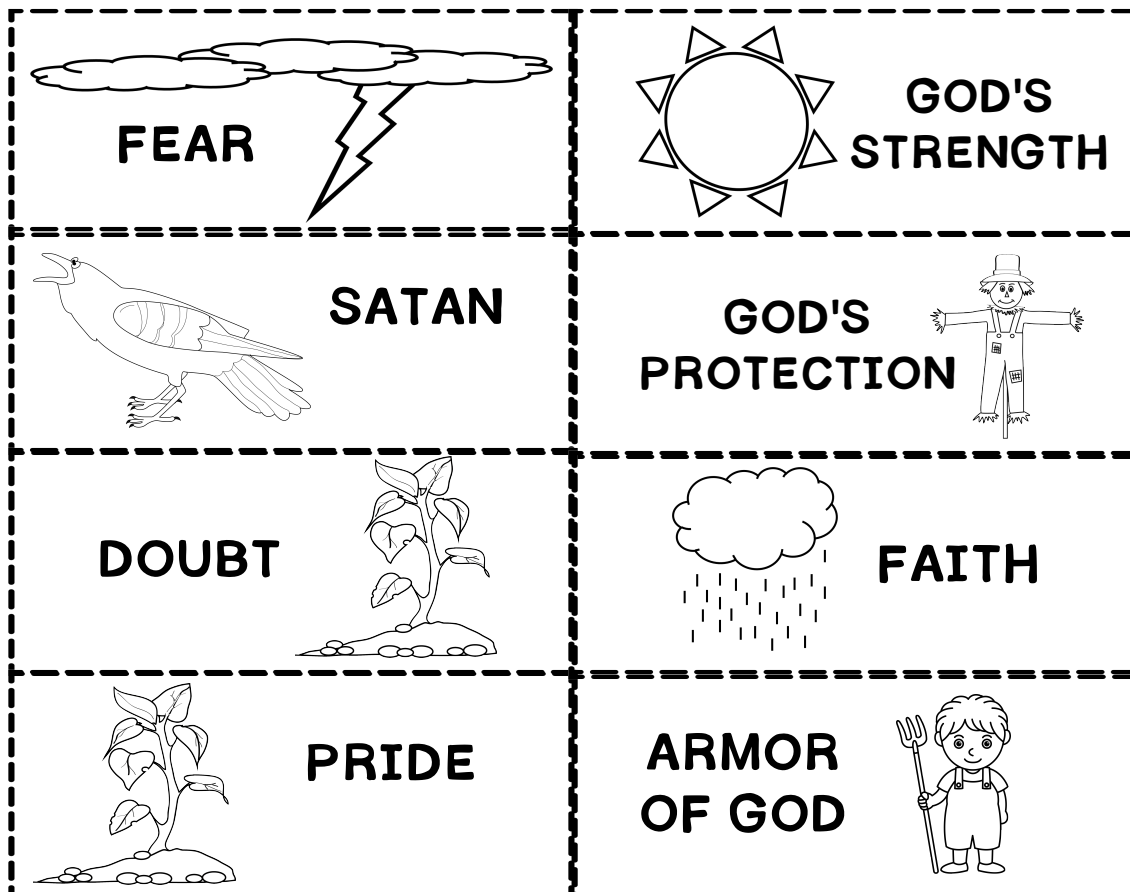 FEAR
GOD'S
STRENGTH
SATAN
GOD'S
PROTECTION
DOUBT
FAITH
PRIDE
ARMOR
OF GOD